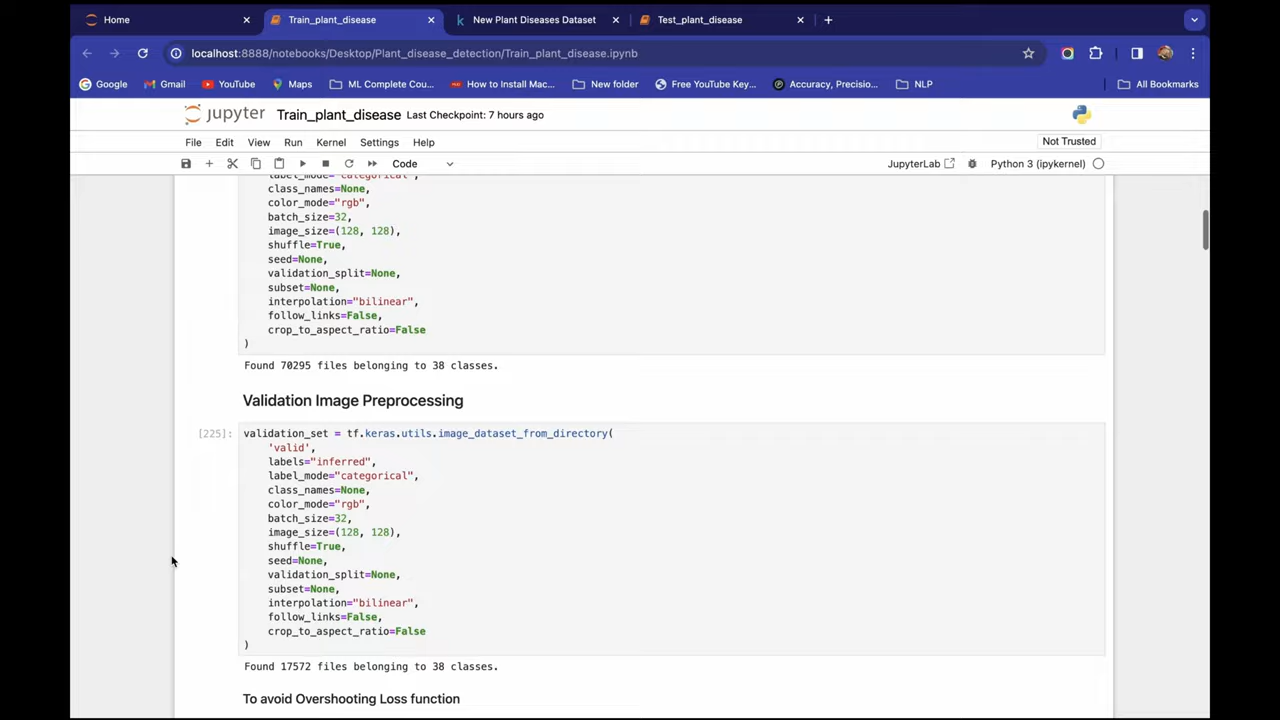 Home
Train_plant_disease
New Plant Diseases Dataset
Test_plant_disease
localhost:8888/notebooks/Desktop/Plant_disease_detection/Train_plant_disease.ipynb
Google
Gmail
YouTube
Maps
ML Complete Cou...
How to Install Mac...
New folder
Free YouTube Key...
Accuracy, Precisio...
NLP
All Bookmarks
jupyter
Train_plant_disease Last Checkpoint: 7 hours ago
File Edit View Run Kernel Settings Help
Not Trusted
Code
JupyterLab
Python 3 (ipykernel)
label_mode="categorical",
class_names=None,
color_mode="rgb",
batch_size=32,
image_size=(128, 128),
shuffle=True,
seed=None,
validation_split=None,
subset=None,
interpolation="bilinear",
follow_links=False,
crop_to_aspect_ratio=False
)
Found 70295 files belonging to 38 classes.
Validation Image Preprocessing
[225]: validation_set = tf.keras.utils.image_dataset_from_directory(
'valid',
labels="inferred",
label_mode="categorical",
class_names=None,
color_mode="rgb",
batch_size=32,
image_size=(128, 128),
shuffle=True,
seed=None,
validation_split=None,
subset=None,
interpolation="bilinear",
follow_links=False,
crop_to_aspect_ratio=False
)
Found 17572 files belonging to 38 classes.
To avoid Overshooting Loss function